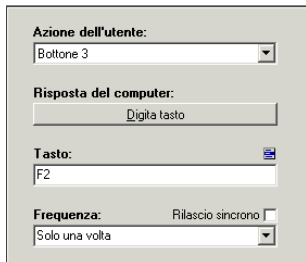 Azione dell'utente:
Bottone 3
Risposta del computer:
Digita tasto
Tasto:
F2
Frequenza: Rilascio sincrono
Solo una volta